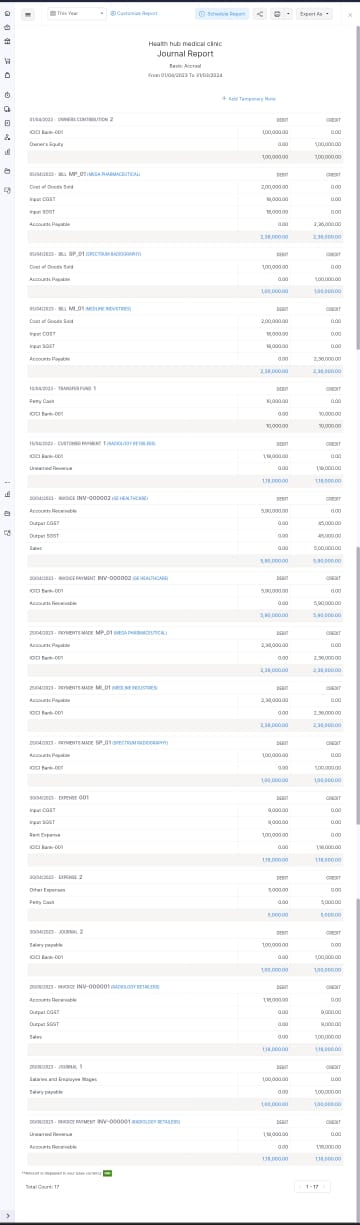 This Year
Customize Report
Schedule Report
Export As
Health hub medical clinic
Journal Report
Basis: Accrual
From 01/04/2023 To 31/03/2024
+ Add Temporary Note
01/04/2023 - OWNERS CONTRIBUTION 2 DEBIT CREDIT
ICICI Bank-001 1,00,000.00 0.00
Owner's Equity 0.00 1,00,000.00
1,00,000.00 1,00,000.00
05/04/2023 - BILL MP_01 (MEGA PHARMACEUTICAL) DEBIT CREDIT
Cost of Goods Sold 2,00,000.00 0.00
Input CGST 18,000.00 0.00
Input SGST 18,000.00 0.00
Accounts Payable 0.00 2,36,000.00
2,36,000.00 2,36,000.00
05/04/2023 - BILL SP_01 (SPECTRUM RADIOGRAPHY) DEBIT CREDIT
Cost of Goods Sold 1,00,000.00 0.00
Accounts Payable 0.00 1,00,000.00
1,00,000.00 1,00,000.00
05/04/2023 - BILL MI_01 (MEDLINE INDUSTRIES) DEBIT CREDIT
Cost of Goods Sold 2,00,000.00 0.00
Input CGST 18,000.00 0.00
Input SGST 18,000.00 0.00
Accounts Payable 0.00 2,36,000.00
2,36,000.00 2,36,000.00
10/04/2023 - TRANSFER FUND 1 DEBIT CREDIT
Petty Cash 10,000.00 0.00
ICICI Bank-001 0.00 10,000.00
10,000.00 10,000.00
15/04/2023 - CUSTOMER PAYMENT 1 (RADIOLOGY RETAILERS) DEBIT CREDIT
ICICI Bank-001 1,18,000.00 0.00
Unearned Revenue 0.00 1,18,000.00
1,18,000.00 1,18,000.00
20/04/2023 - INVOICE INV-000002 (GE HEALTHCARE) DEBIT CREDIT
Accounts Receivable 5,90,000.00 0.00
Output CGST 0.00 45,000.00
Output SGST 0.00 45,000.00
Sales 0.00 5,00,000.00
5,90,000.00 5,90,000.00
20/04/2023 - INVOICE PAYMENT INV-000002 (GE HEALTHCARE) DEBIT CREDIT
ICICI Bank-001 5,90,000.00 0.00
Accounts Receivable 0.00 5,90,000.00
5,90,000.00 5,90,000.00
25/04/2023 - PAYMENTS MADE MP_01 (MEGA PHARMACEUTICAL) DEBIT CREDIT
Accounts Payable 2,36,000.00 0.00
ICICI Bank-001 0.00 2,36,000.00
2,36,000.00 2,36,000.00
25/04/2023 - PAYMENTS MADE MI_01 (MEDLINE INDUSTRIES) DEBIT CREDIT
Accounts Payable 2,36,000.00 0.00
ICICI Bank-001 0.00 2,36,000.00
2,36,000.00 2,36,000.00
25/04/2023 - PAYMENTS MADE SP_01 (SPECTRUM RADIOGRAPHY) DEBIT CREDIT
Accounts Payable 1,00,000.00 0.00
ICICI Bank-001 0.00 1,00,000.00
1,00,000.00 1,00,000.00
30/04/2023 - EXPENSE 001 DEBIT CREDIT
Input CGST 9,000.00 0.00
Input SGST 9,000.00 0.00
Rent Expense 1,00,000.00 0.00
ICICI Bank-001 0.00 1,18,000.00
1,18,000.00 1,18,000.00
30/04/2023 - EXPENSE 2 DEBIT CREDIT
Other Expenses 5,000.00 0.00
Petty Cash 0.00 5,000.00
5,000.00 5,000.00
30/04/2023 - JOURNAL 2 DEBIT CREDIT
Salary payable 1,00,000.00 0.00
ICICI Bank-001 0.00 1,00,000.00
1,00,000.00 1,00,000.00
INVOICE INV-000001 (RADIOLOGY RETAILERS) DEBIT CREDIT
Accounts Receivable 1,18,000.00 0.00
Output CGST 0.00 9,000.00
Output SGST 0.00 9,000.00
Sales 0.00 1,00,000.00
1,18,000.00 1,18,000.00
JOURNAL 1 DEBIT CREDIT
Salaries and Employee Wages 1,00,000.00 0.00
Salary payable 0.00 1,00,000.00
1,00,000.00 1,00,000.00
INVOICE PAYMENT INV-000001 (RADIOLOGY RETAILERS) DEBIT CREDIT
Unearned Revenue 1,18,000.00 0.00
Accounts Receivable 0.00 1,18,000.00
1,18,000.00 1,18,000.00
**Amount is displayed in your base currency INR
Total Count: 17 1 - 17